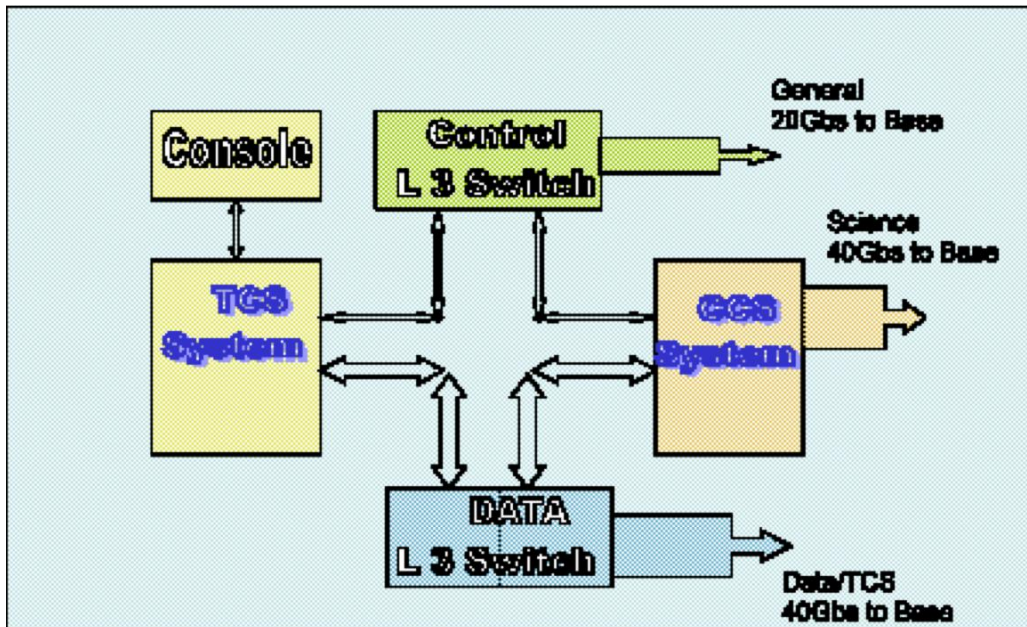 General
20Gbs to Base
Console
Control
L 3 Switch
Science
40Gbs to Base
TCS
System
CCS
System
DATA
L 3 Switch
Data/TCS
40Gbs to Base